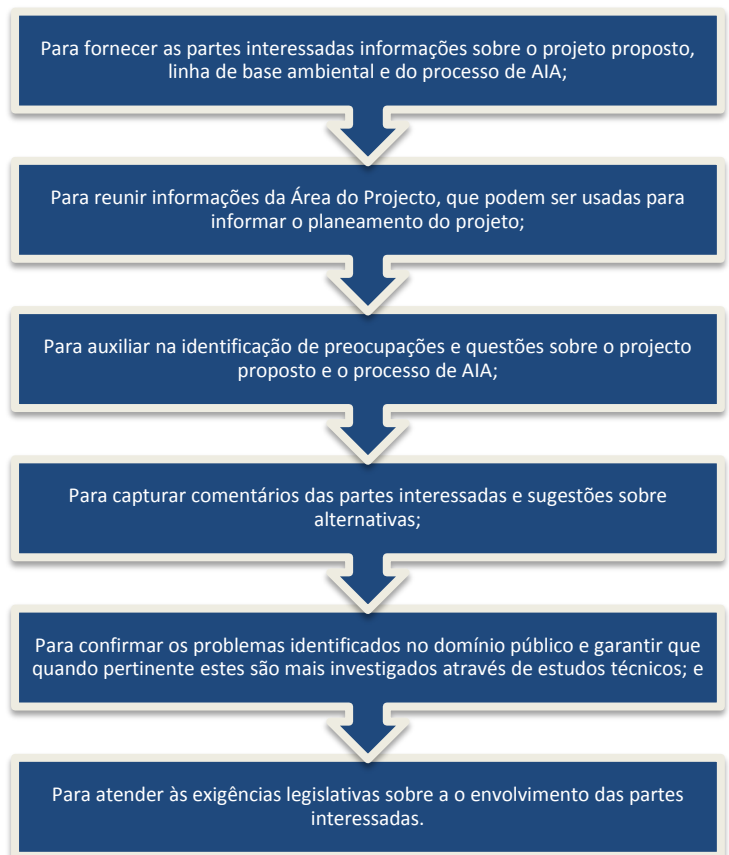 Para fornecer as partes interessadas informações sobre o projeto proposto,
linha de base ambiental e do processo de AIA;
Para reunir informações da Área do Projecto, que podem ser usadas para
informar o planeamento do projeto;
Para auxiliar na identificação de preocupações e questões sobre o projecto
proposto e o processo de AIA;
Para capturar comentários das partes interessadas e sugestões sobre
alternativas;
Para confirmar os problemas identificados no domínio público e garantir que
quando pertinente estes são mais investigados através de estudos técnicos; e
Para atender às exigências legislativas sobre a o envolvimento das partes
interessadas.